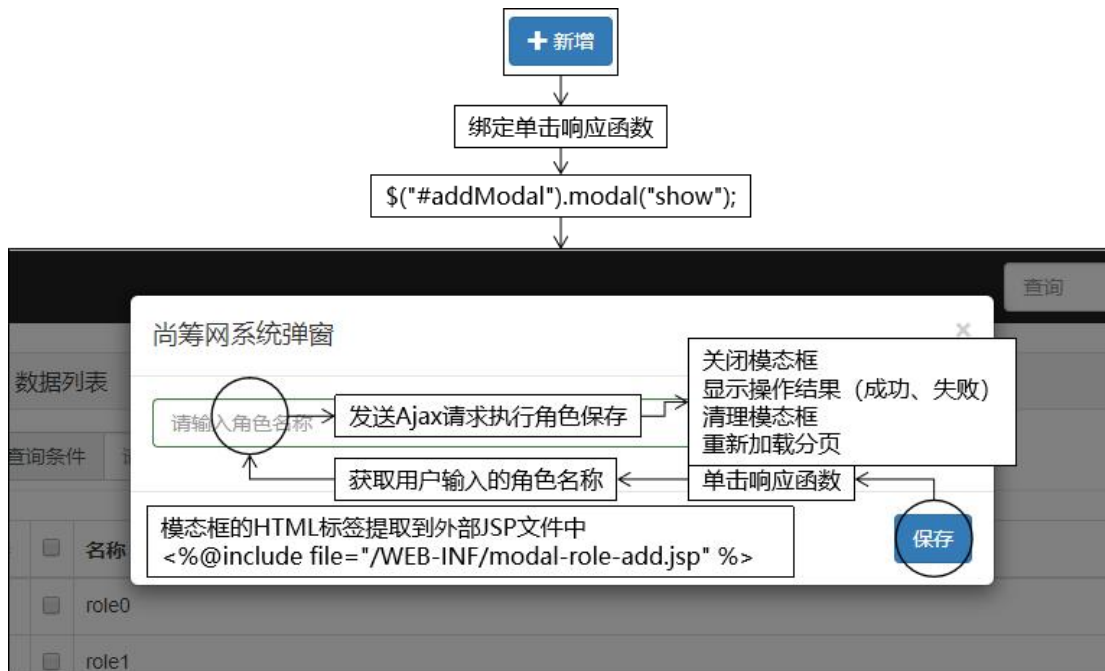 新增
绑定单击响应函数
$("#addModal").modal("show");
查询
尚筹网系统弹窗
×
关闭模态框
数据列表
显示操作结果（成功、失败）
请输入角色名称
发送Ajax请求执行角色保存
清理模态框
重新加载分页
查询条件
获取用户输入的角色名称
单击响应函数
模态框的HTML标签提取到外部JSP文件中
<%@include file="/WEB-INF/modal-role-add.jsp" %>
保存
名称
role0
role1